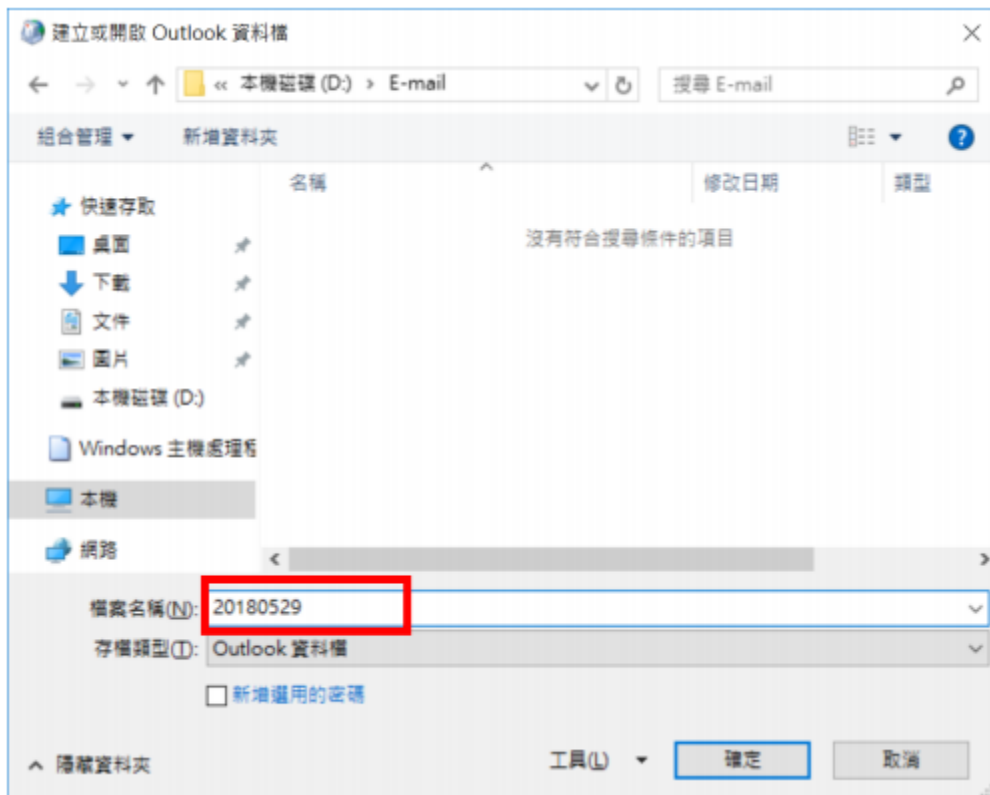 建立或開啟 Outlook 資料檔
« 本機磁碟 (D:) › E-mail
搜尋 E-mail
組合管理 新增資料夾
名稱 修改日期 類型
快速存取
沒有符合搜尋條件的項目
桌面
下載
文件
圖片
本機磁碟 (D:)
Windows 主機處理程
本機
網路
檔案名稱(N): 20180529
存檔類型(T): Outlook 資料檔
新增選用的密碼
隱藏資料夾 工具(L) 確定 取消